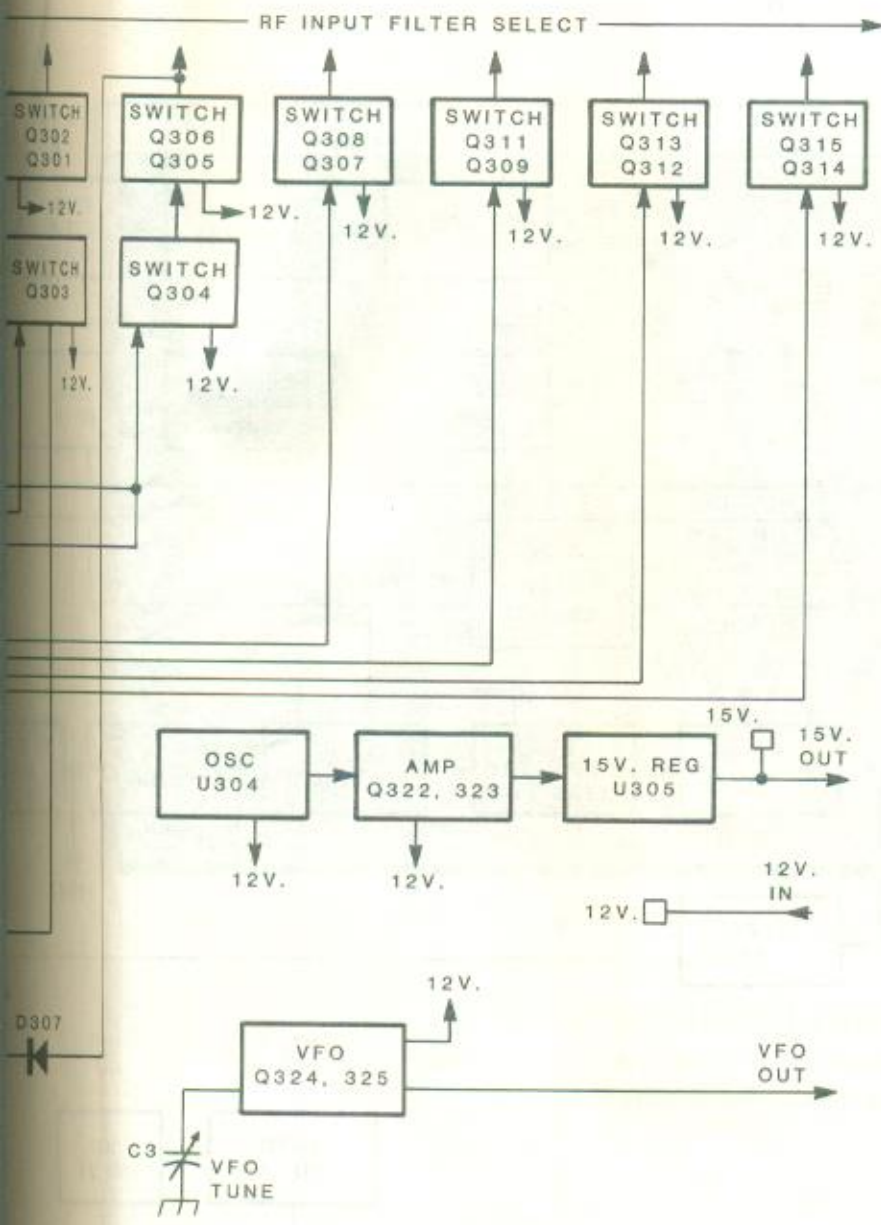 RF INPUT FILTER SELECT
SWITCH
Q302
Q301
SWITCH
Q306
Q305
SWITCH
Q308
Q307
SWITCH
Q311
Q309
SWITCH
Q313
Q312
SWITCH
Q315
Q314
12V.
12V.
12V.
12V.
12V.
12V.
SWITCH
Q303
SWITCH
Q304
12V.
12V.
15V.
15V.
OUT
OSC
U304
AMP
Q322, 323
15V. REG
U305
12V.
12V.
12V.
IN
12V.
12V.
D307
VFO
Q324, 325
VFO
OUT
C3
VFO
TUNE